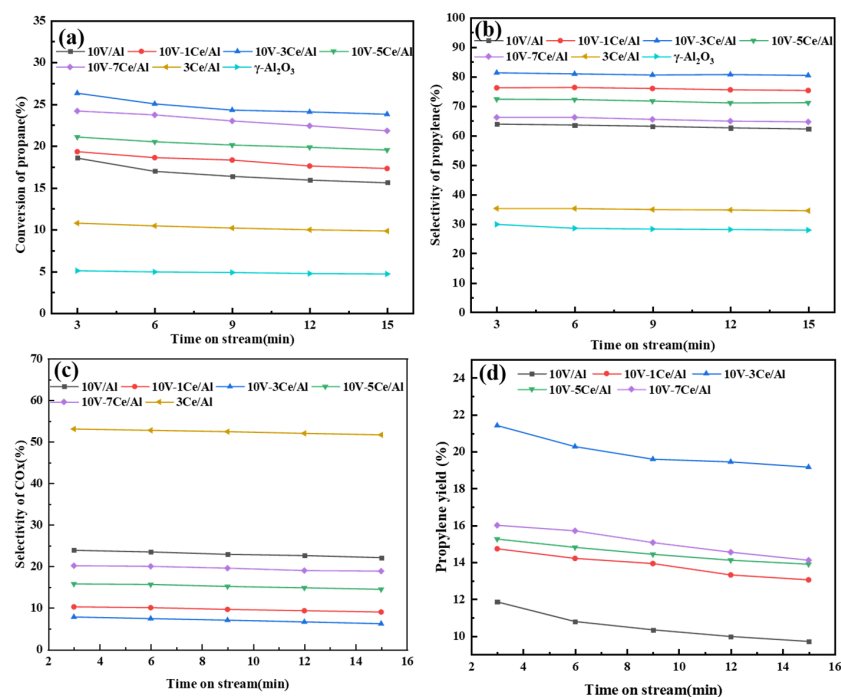 (a)
10V/Al 10V-1Ce/Al 10V-3Ce/Al 10V-5Ce/Al
10V-7Ce/Al 3Ce/Al γ-Al₂O₃
Conversion of propane(%)
35
30
25
20
15
10
5
0
3 6 9 12 15
Time on stream(min)
(b)
10V/Al 10V-1Ce/Al 10V-3Ce/Al 10V-5Ce/Al
10V-7Ce/Al 3Ce/Al γ-Al₂O₃
Selectivity of propylene(%)
100
90
80
70
60
50
40
30
20
10
0
3 6 9 12 15
Time on stream(min)
(c)
10V/Al 10V-1Ce/Al 10V-3Ce/Al 10V-5Ce/Al
10V-7Ce/Al 3Ce/Al
Selectivity of COx(%)
70
60
50
40
30
20
10
0
2 4 6 8 10 12 14 16
Time on stream(min)
(d)
10V/Al 10V-1Ce/Al 10V-3Ce/Al
10V-5Ce/Al 10V-7Ce/Al
Propylene yield (%)
24
22
20
18
16
14
12
10
2 4 6 8 10 12 14 16
Time on stream(min)